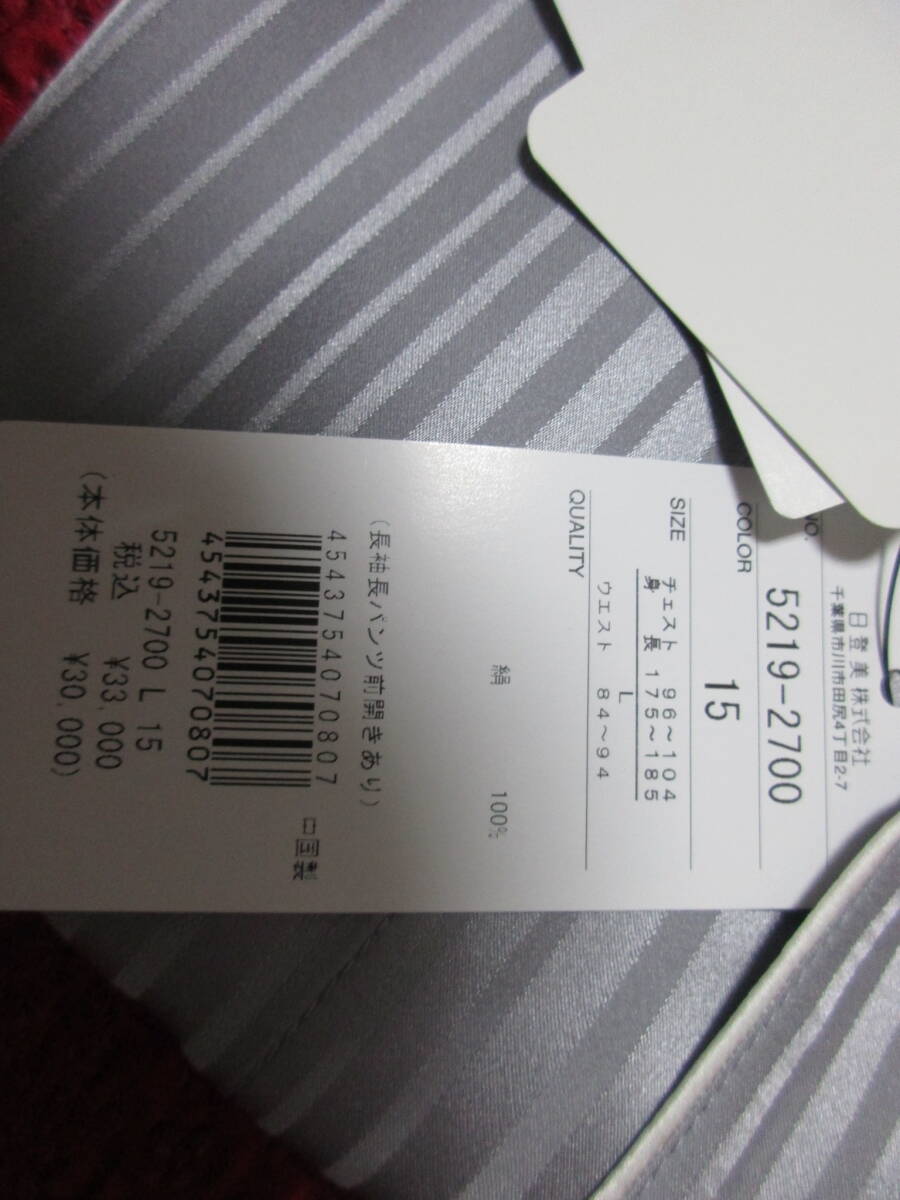 日登美株式会社
千葉県市川市田尻4丁目2-7
NO.
5219-2700
COLOR
15
SIZE
チェスト 96~104
身長 175~185
L
ウエスト 84~94
QUALITY
絹 100%
(長袖長パンツ前開きあり)
4543754070807
中国製
4543754070807
5219-2700 L 15
税込 ¥33,000
(本体価格 ¥30,000)